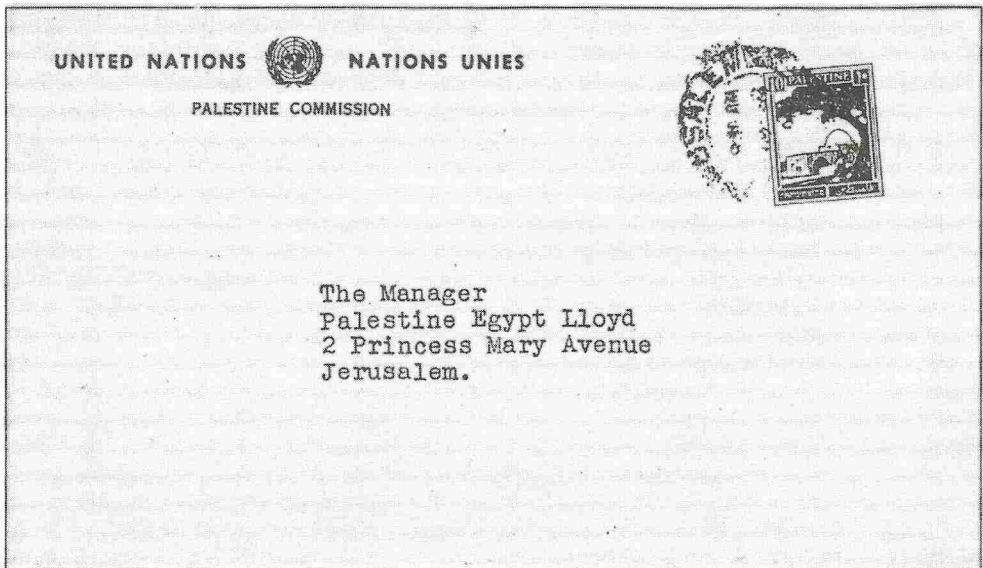 UNITED NATIONS NATIONS UNIES
PALESTINE COMMISSION
PALESTINE
The Manager
Palestine Egypt Lloyd
2 Princess Mary Avenue
Jerusalem.